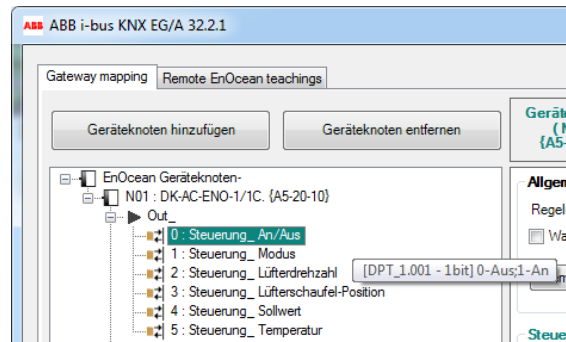 ABB ABB i-bus KNX EG/A 32.2.1
Gateway mapping Remote EnOcean teachings
Geräteknoten hinzufügen Geräteknoten entfernen
EnOcean Geräteknoten-
N01 : DK-AC-ENO-1/1C. {A5-20-10}
Out_
0 : Steuerung_ An/Aus
1 : Steuerung_ Modus
2 : Steuerung_ Lüfterdrehzahl
[DPT_1.001 - 1bit] 0-Aus;1-An
3 : Steuerung_ Lüfterschaufel-Position
4 : Steuerung_ Sollwert
5 : Steuerung_ Temperatur
Gerät
( N
{A5-
Allgem
Regel
Wa
Steue